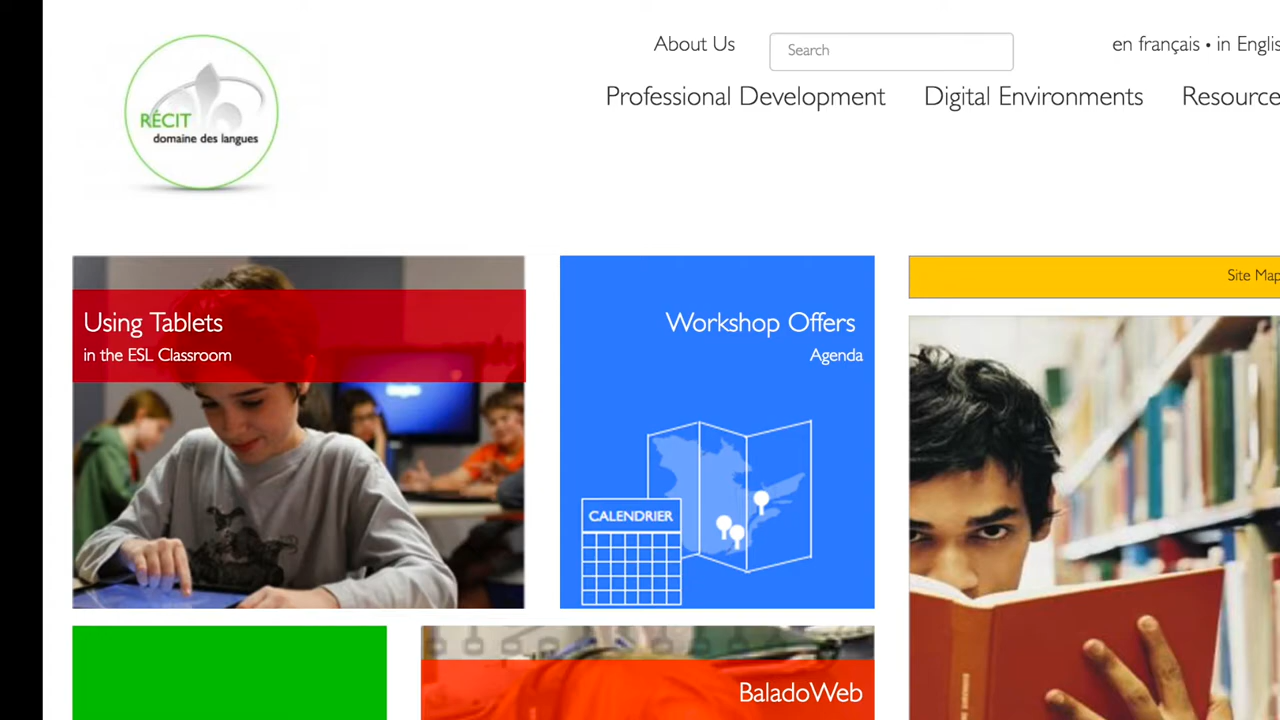 RÉCIT
domaine des langues
About Us
Search
en français • in Englis
Professional Development
Digital Environments
Resource
Using Tablets
in the ESL Classroom
Workshop Offers
Agenda
CALENDRIER
Site Map
BaladoWeb